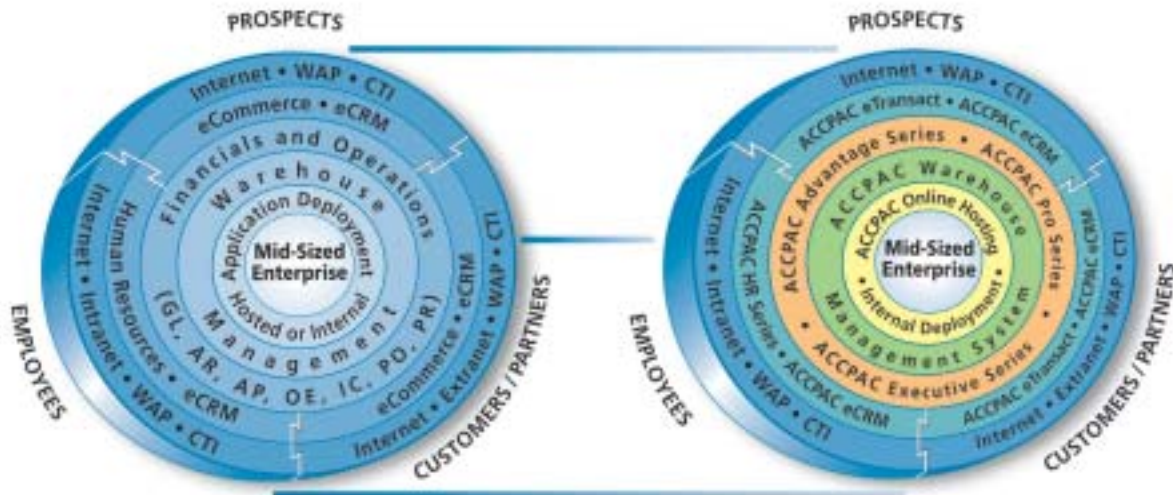 PROSPECTS
Internet • WAP • CTI
eCommerce • eCRM
Financials and Operations
Warehouse
Application Deployment
Mid-Sized
Enterprise
Hosted or Internal
Management
(GL, AR, AP, OE, IC, PO, PR)
Human Resources • eCRM
Internet • Intranet • WAP • CTI
eCommerce • eCRM
Internet • Extranet • WAP • CTI
EMPLOYEES
CUSTOMERS / PARTNERS
PROSPECTS
Internet • WAP • CTI
ACCPAC eTransact • ACCPAC eCRM
ACCPAC Advantage Series • ACCPAC Pro Series •
ACCPAC Warehouse
ACCPAC Online Hosting
Mid-Sized
Enterprise
• Internal Deployment •
Management System
• ACCPAC Executive Series
ACCPAC HR Series • ACCPAC eCRM
Internet • Intranet • WAP • CTI
ACCPAC eTransact • ACCPAC eCRM
Internet • Extranet • WAP • CTI
EMPLOYEES
CUSTOMERS / PARTNERS